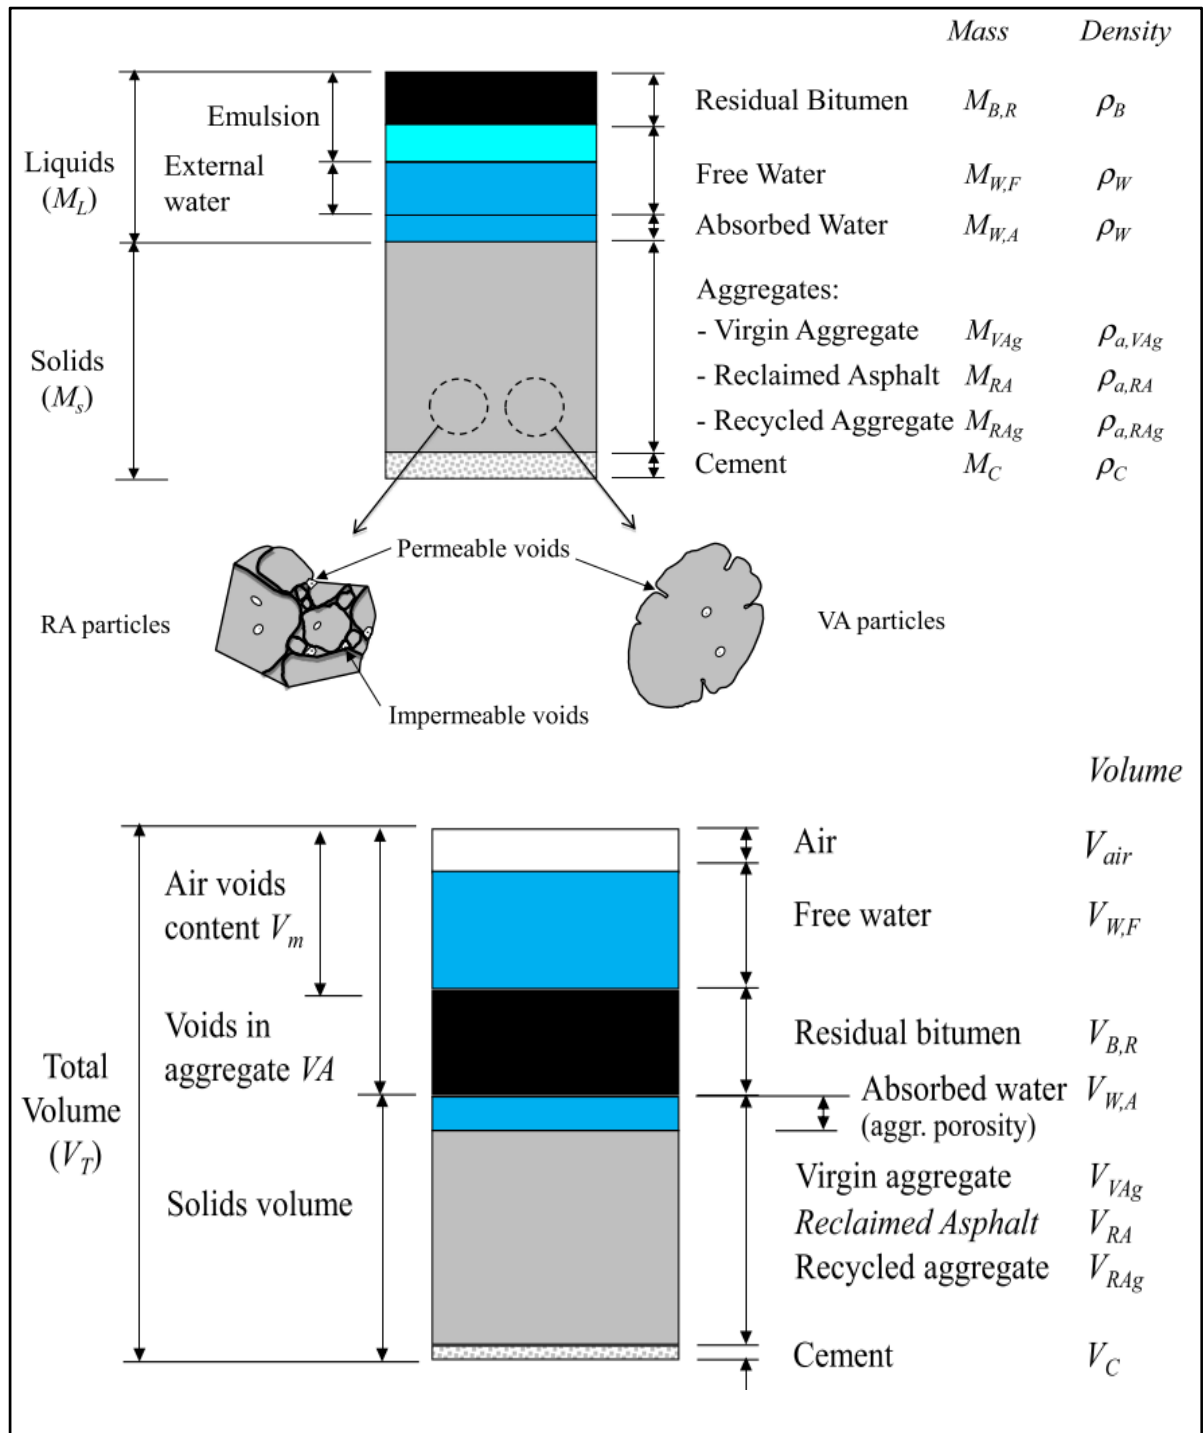 Mass Density
Emulsion
Liquids
(M_L)
External
water
Residual Bitumen M_{B,R} ρ_B
Free Water M_{W,F} ρ_W
Absorbed Water M_{W,A} ρ_W
Solids
(M_s)
Aggregates:
- Virgin Aggregate M_{VAg} ρ_{a,VAg}
- Reclaimed Asphalt M_{RA} ρ_{a,RA}
- Recycled Aggregate M_{RAg} ρ_{a,RAg}
Cement M_C ρ_C
Permeable voids
RA particles
VA particles
Impermeable voids
Volume
Total
Volume
(V_T)
Air voids
content V_m
Voids in
aggregate VA
Solids volume
Air V_{air}
Free water V_{W,F}
Residual bitumen V_{B,R}
Absorbed water V_{W,A}
(aggr. porosity)
Virgin aggregate V_{VAg}
Reclaimed Asphalt V_{RA}
Recycled aggregate V_{RAg}
Cement V_C